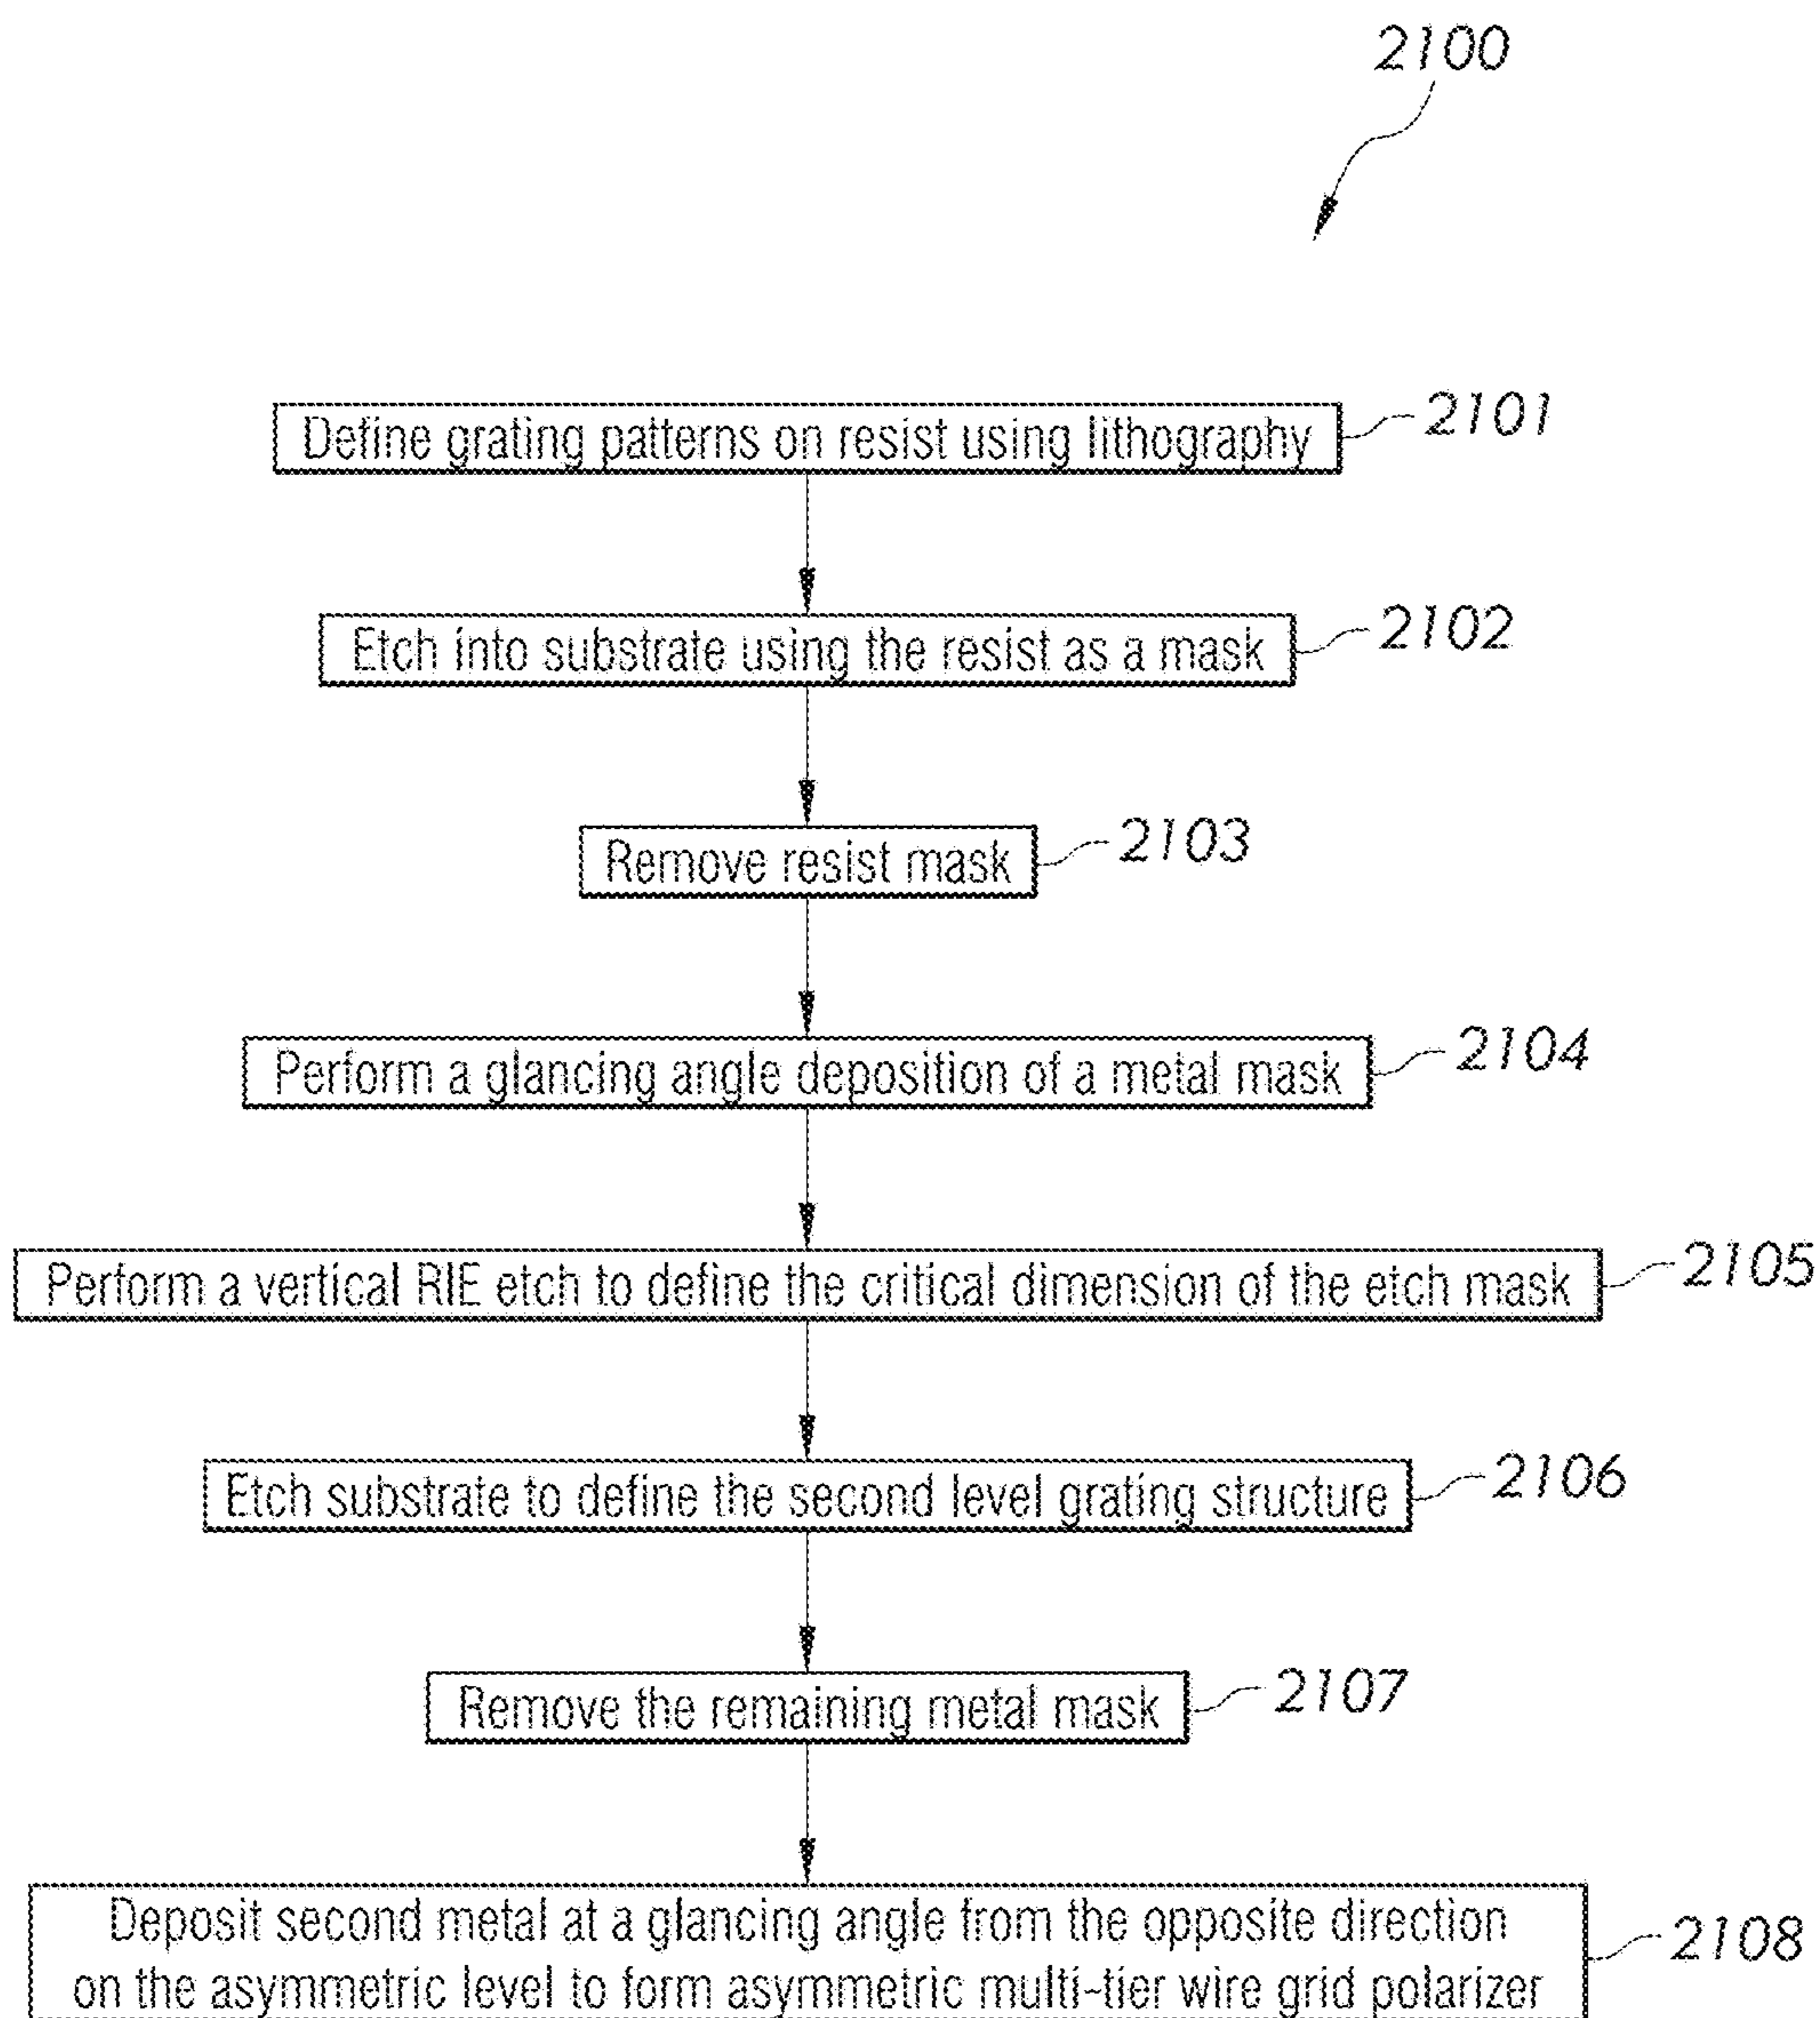 2100
Define grating patterns on resist using lithography 2101
Etch into substrate using the resist as a mask 2102
Remove resist mask 2103
Perform a glancing angle deposition of a metal mask 2104
Perform a vertical RIE etch to define the critical dimension of the etch mask 2105
Etch substrate to define the second level grating structure 2106
Remove the remaining metal mask 2107
Deposit second metal at a glancing angle from the opposite direction
on the asymmetric level to form asymmetric multi-tier wire grid polarizer 2108